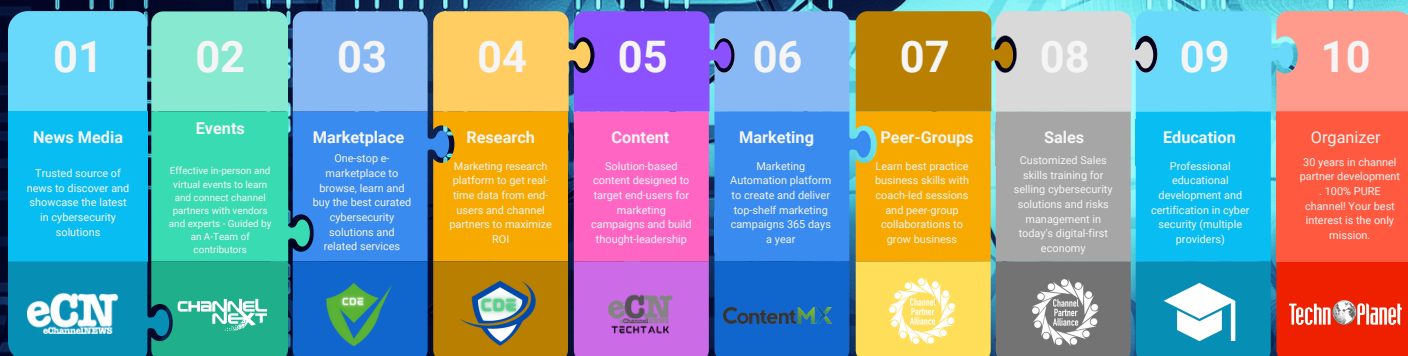 01
News Media
Trusted source of
news to discover and
showcase the latest
in cybersecurity
solutions
eCN
eChannelNEWS
02
Events
Effective in-person and
virtual events to learn
and connect channel
partners with vendors
and experts - Guided by
an A-Team of
contributors
CHANNEL
NEXT
03
Marketplace
One-stop e-
marketplace to
browse, learn and
buy the best curated
cybersecurity
solutions and
related services
CDE
04
Research
Marketing research
platform to get real-
time data from end-
users and channel
partners to maximize
ROI
CDE
05
Content
Solution-based
content designed to
target end-users for
marketing
campaigns and build
thought-leadership
eCN
eChannelNEWS
TECHTALK
06
Marketing
Marketing
Automation platform
to create and deliver
top-shelf marketing
campaigns 365 days
a year
ContentMX
07
Peer-Groups
Learn best practice
business skills with
coach-led sessions
and peer-group
collaborations to
grow business
Channel
Partner
Alliance
08
Sales
Customized Sales
skills training for
selling cybersecurity
solutions and risks
management in
today's digital-first
economy
Channel
Partner
Alliance
09
Education
Professional
educational
development and
certification in cyber
security (multiple
providers)
10
Organizer
30 years in channel
partner development
. 100% PURE
channel! Your best
interest is the only
mission.
TechnoPlanet